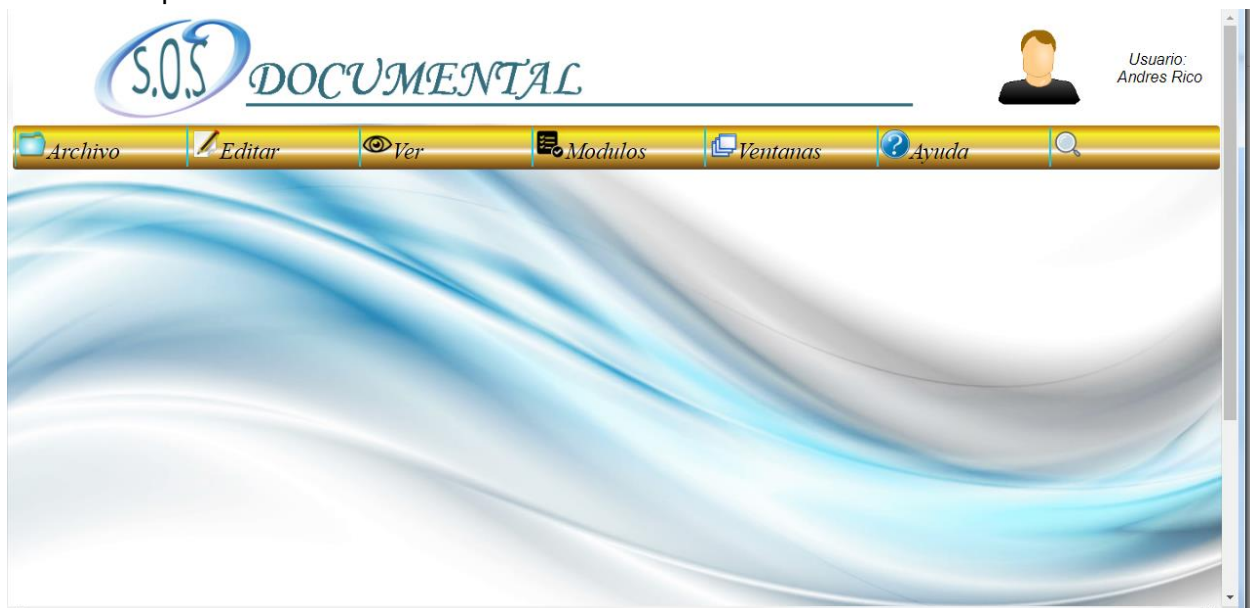 S.O.S DOCUMENTAL
Usuario:
Andres Rico
Archivo Editar Ver Modulos Ventanas Ayuda